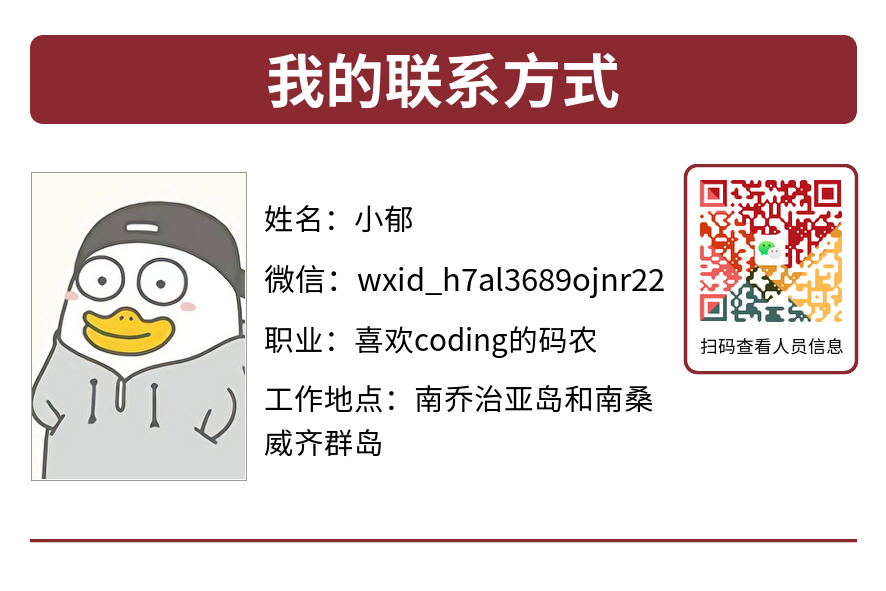 我的联系方式
姓名：小郁
微信：wxid_h7al3689ojnr22
职业：喜欢coding的码农
工作地点：南乔治亚岛和南桑
威齐群岛
扫码查看人员信息